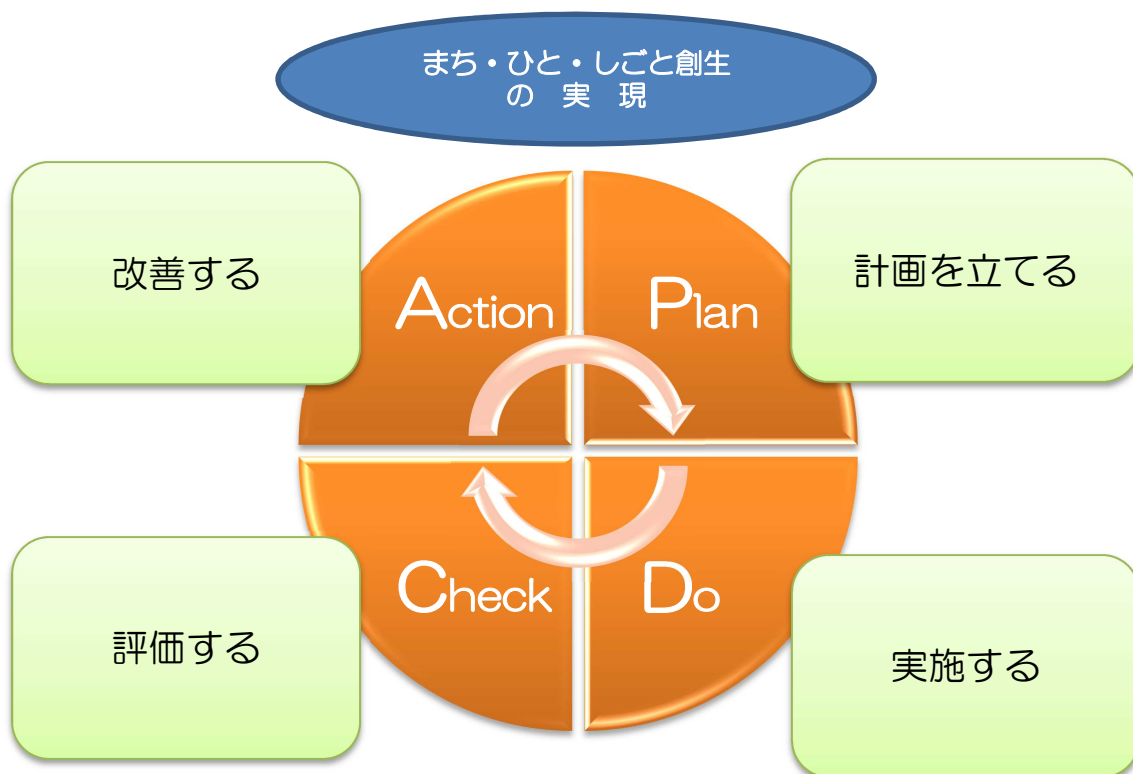 まち・ひと・しごと創生
の 実 現
改善する
計画を立てる
Action
Plan
Check
Do
評価する
実施する